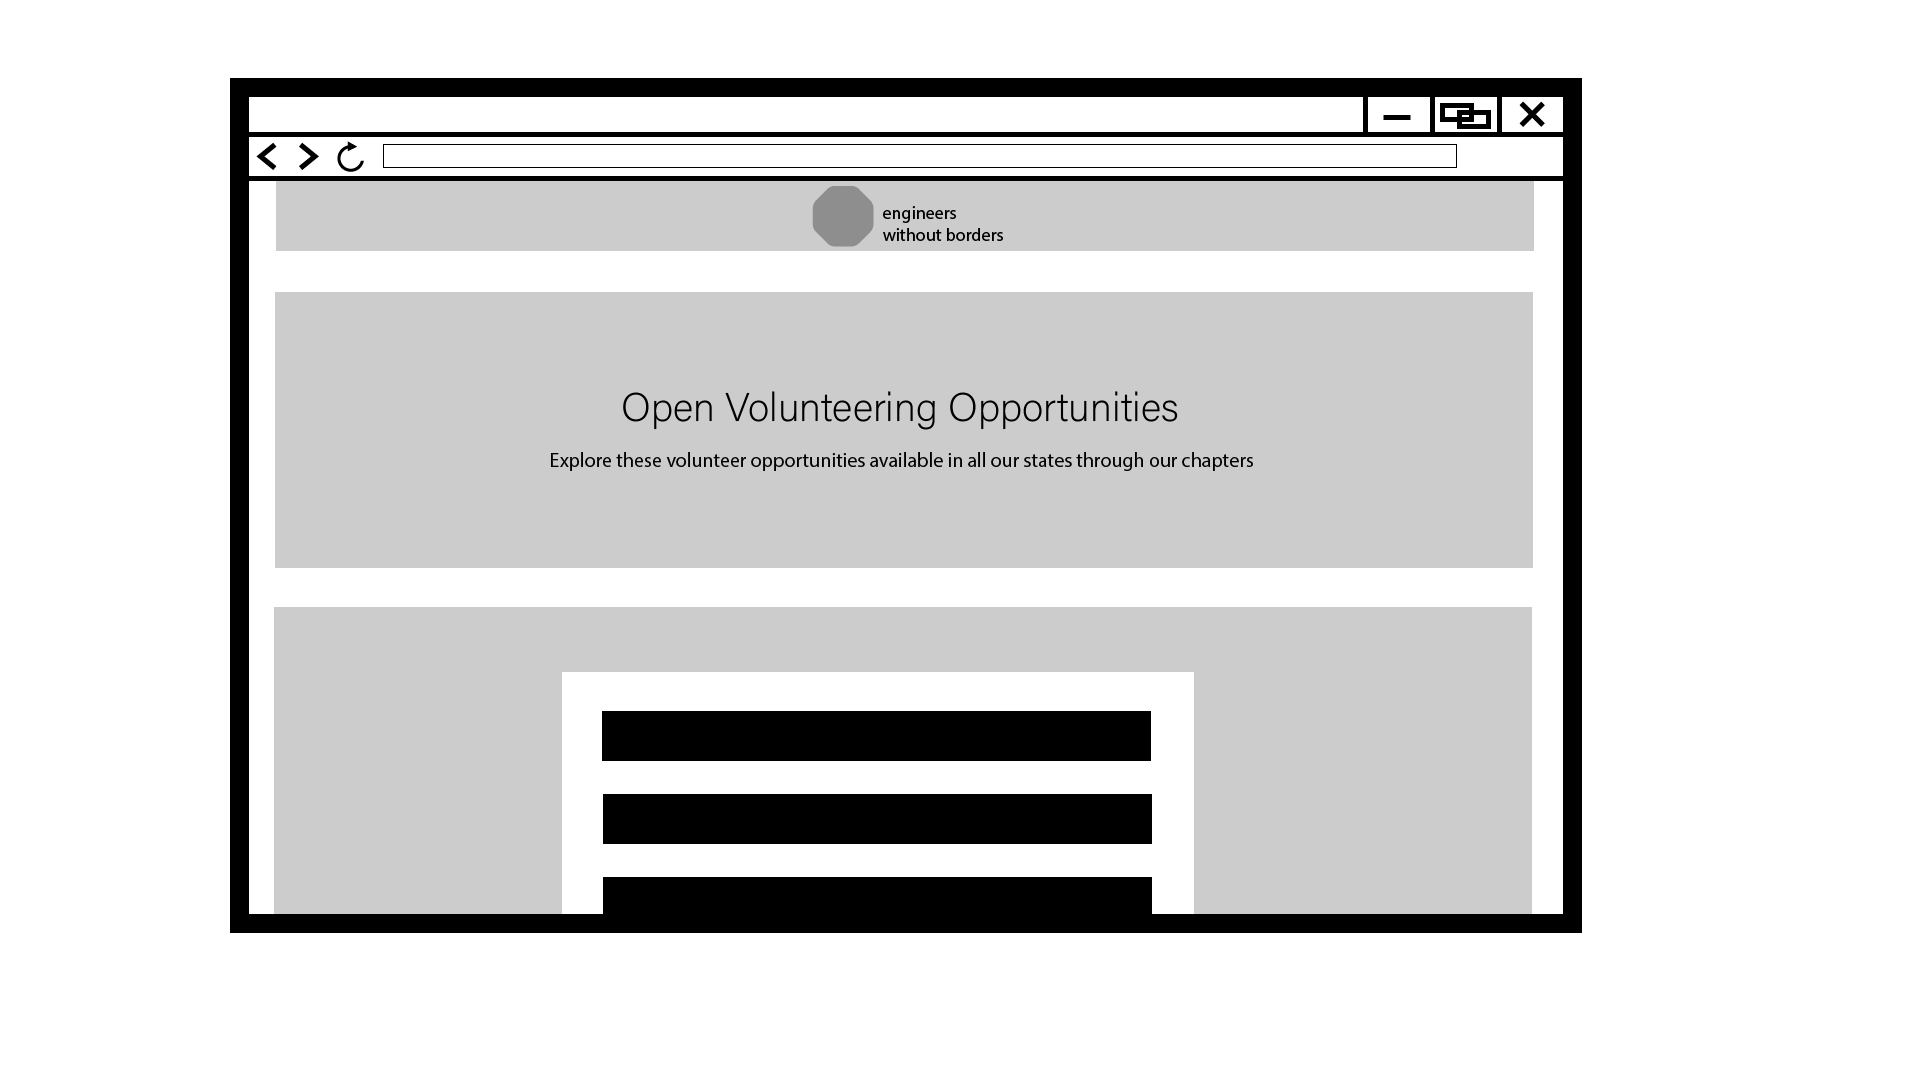 engineers
without borders
Open Volunteering Opportunities
Explore these volunteer opportunities available in all our states through our chapters